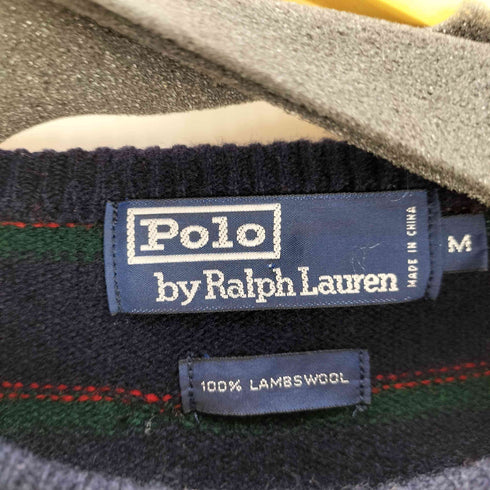 Polo
by Ralph Lauren
MADE IN CHINA
M
100% LAMBSWOOL